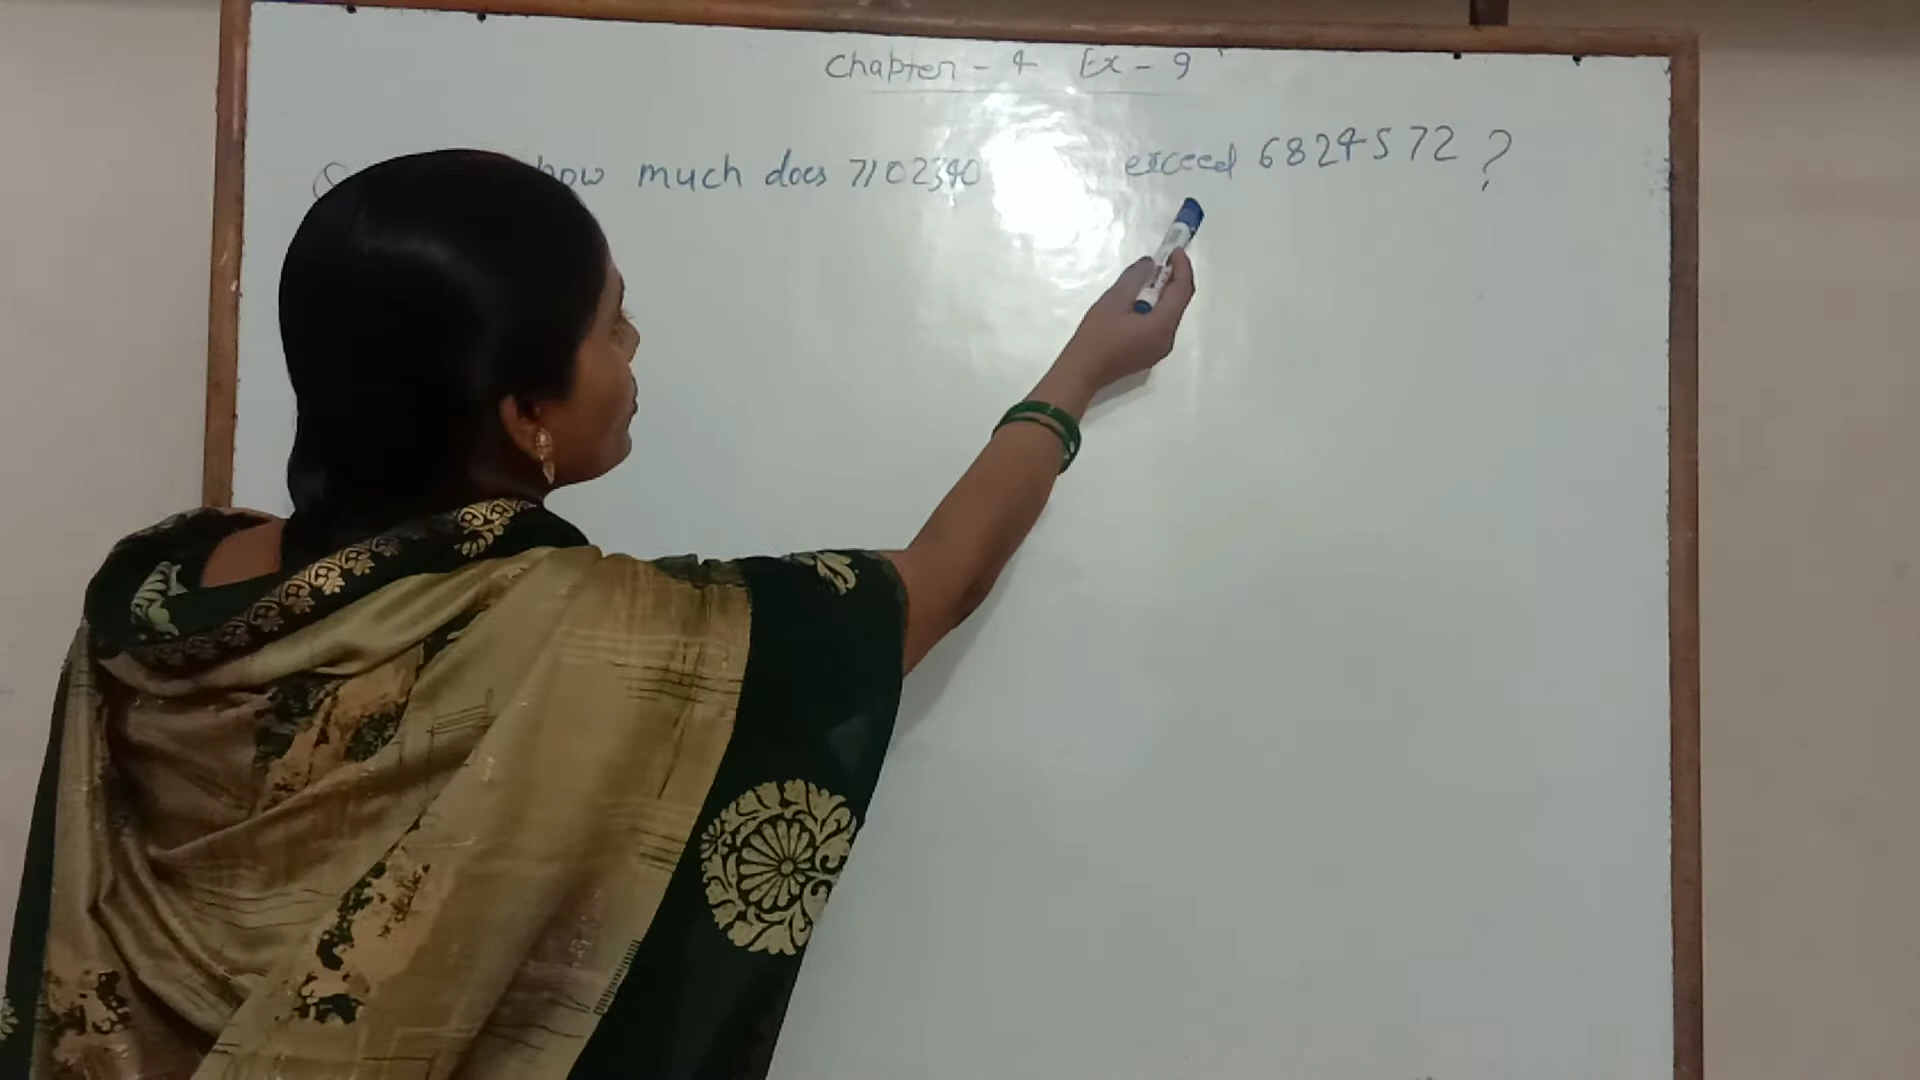 Chapter - 4 Ex - 9
how much does 7102340 exceed 6824572 ?